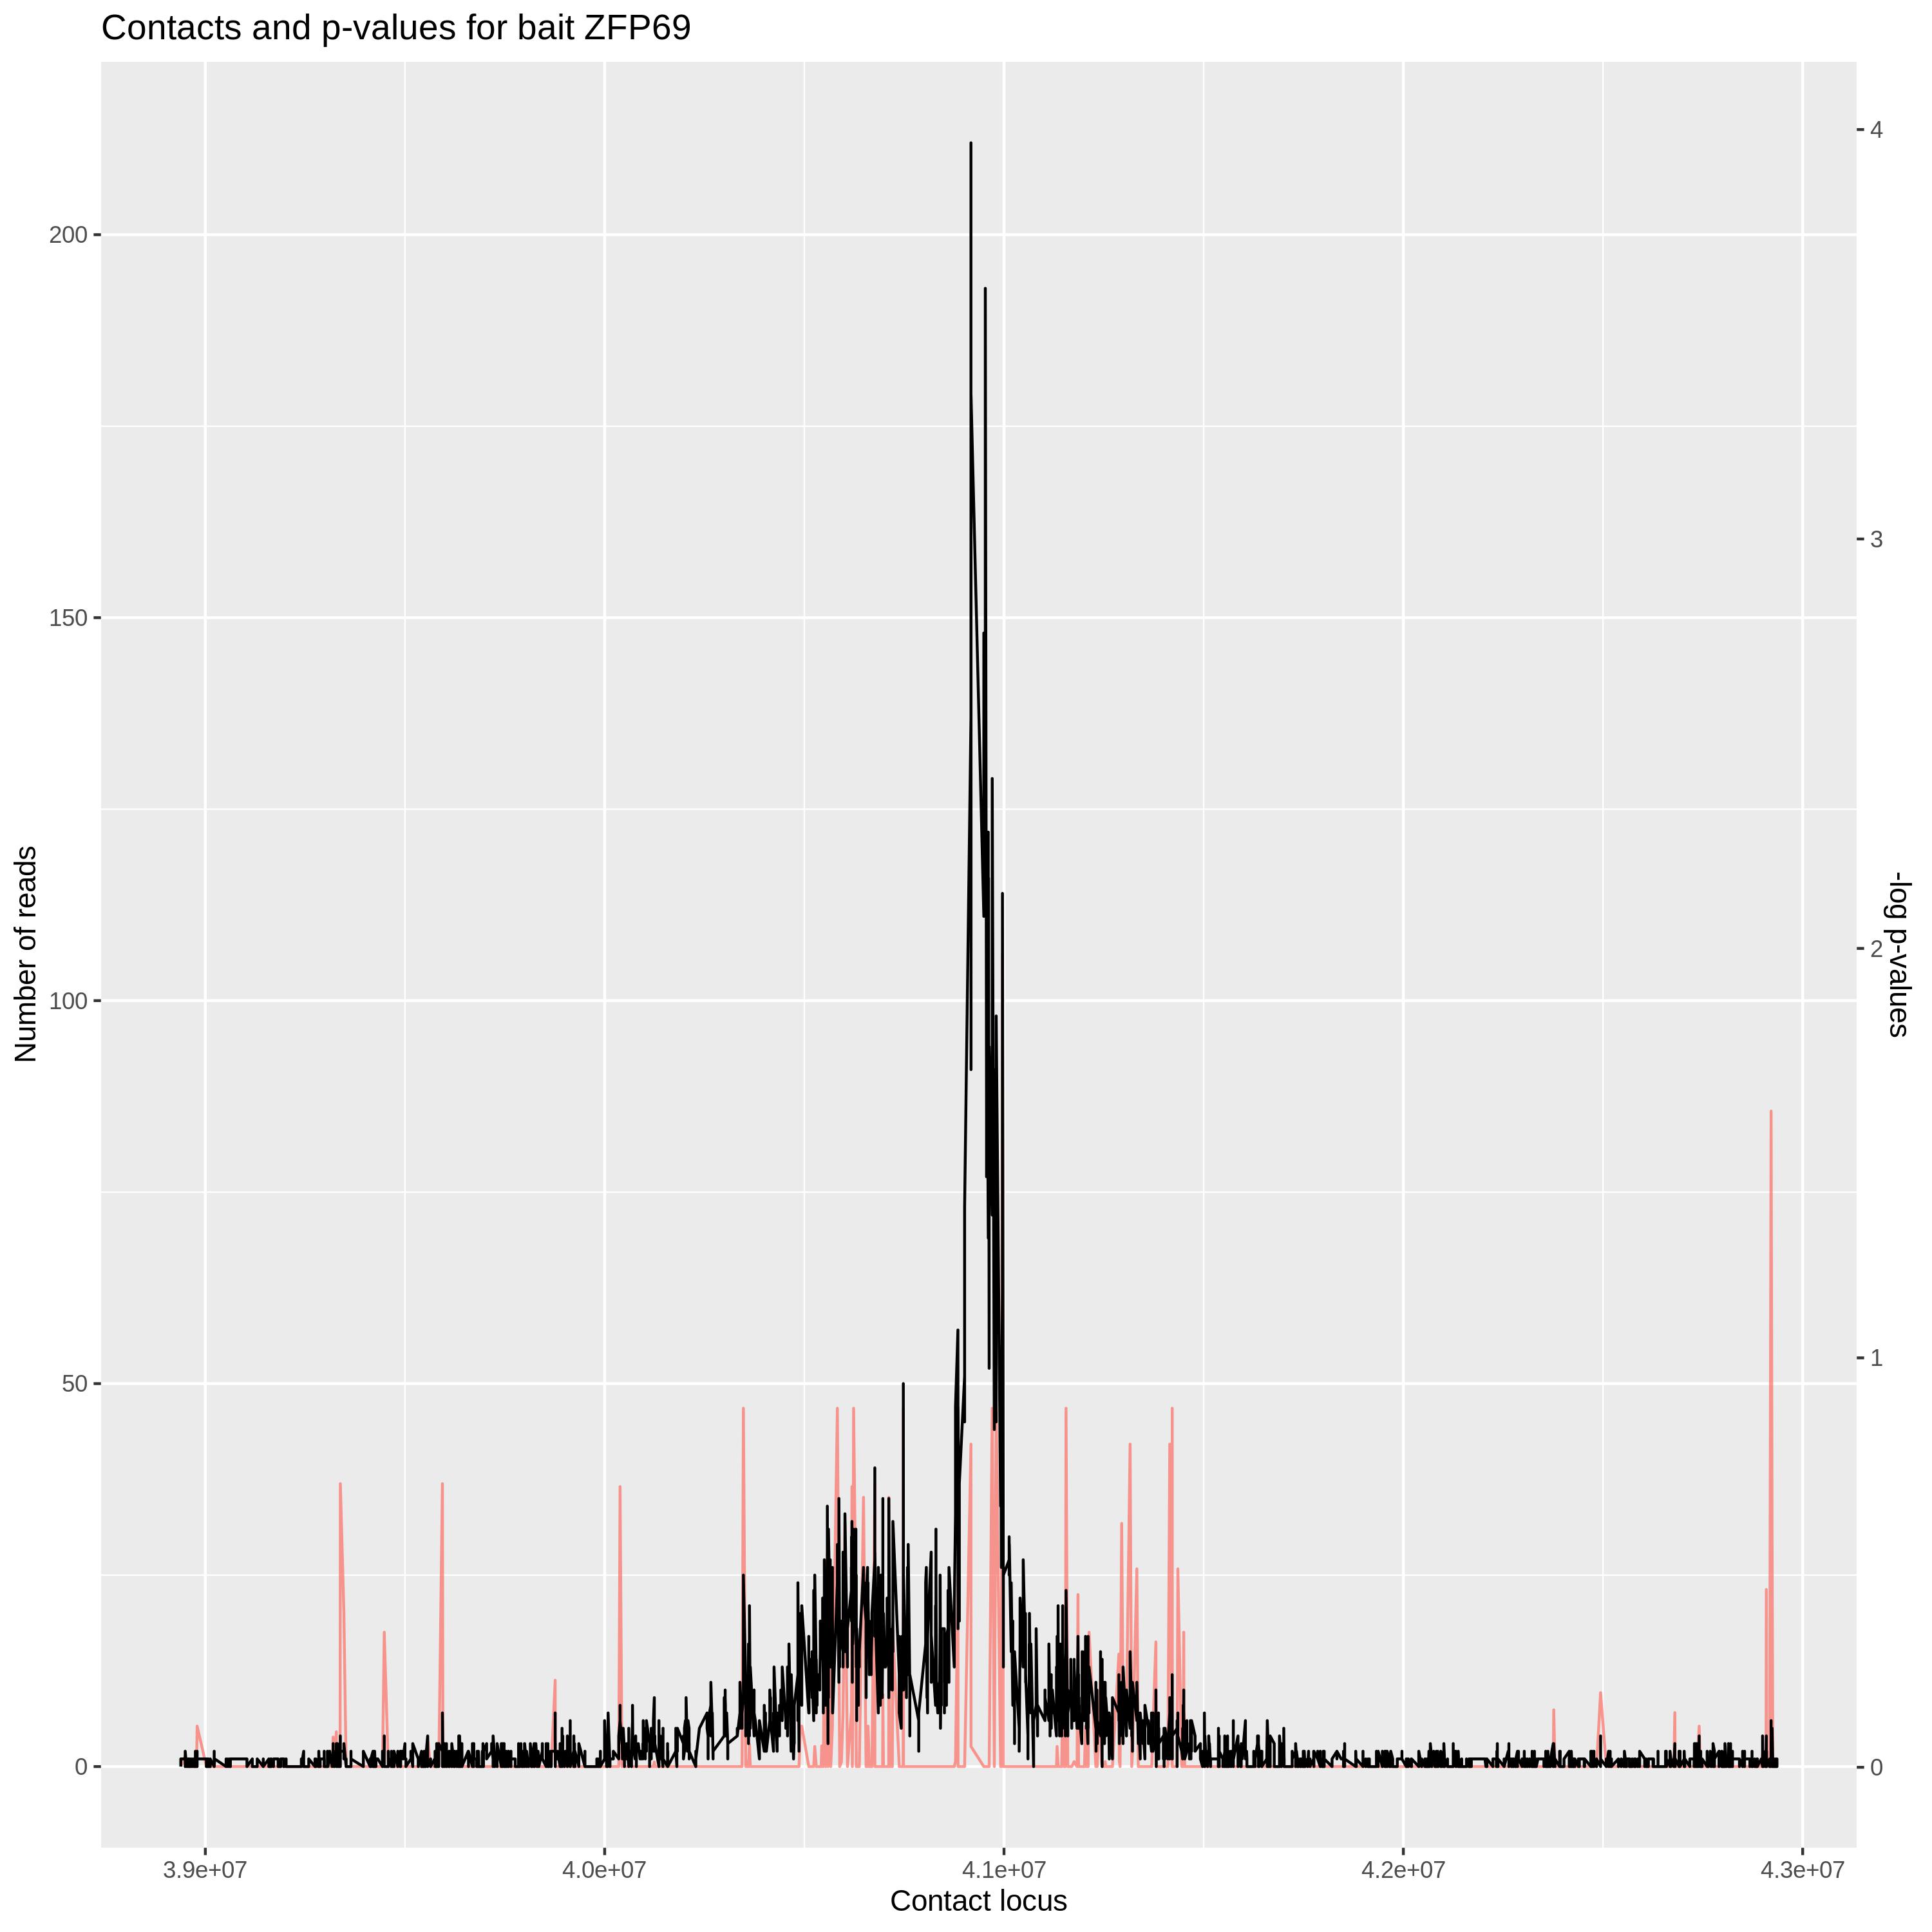 Contacts and p-values for bait ZFP69
Number of reads
200
150
100
50
0
4
3
2
1
0
-log p-values
3.9e+07
4.0e+07
4.1e+07
4.2e+07
4.3e+07
Contact locus